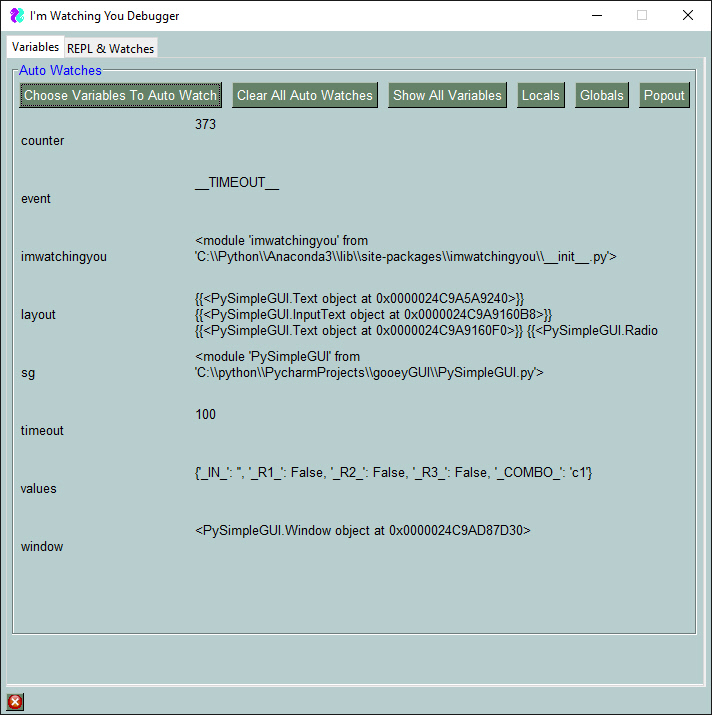 I'm Watching You Debugger
Variables
REPL & Watches
Auto Watches
Choose Variables To Auto Watch
Clear All Auto Watches
Show All Variables
Locals
Globals
Popout
counter
373
event
__TIMEOUT__
imwatchingyou
<module 'imwatchingyou' from
'C:\\Python\\Anaconda3\\lib\\site-packages\\imwatchingyou\\__init__.py'>
layout
{{<PySimpleGUI.Text object at 0x0000024C9A5A9240>}}
{{<PySimpleGUI.InputText object at 0x0000024C9A9160B8>}}
{{<PySimpleGUI.Text object at 0x0000024C9A9160F0>}} {{<PySimpleGUI.Radio
sg
<module 'PySimpleGUI' from
'C:\\python\\PycharmProjects\\gooeyGUI\\PySimpleGUI.py'>
timeout
100
values
{'_IN_': '', '_R1_': False, '_R2_': False, '_R3_': False, '_COMBO_': 'c1'}
window
<PySimpleGUI.Window object at 0x0000024C9AD87D30>